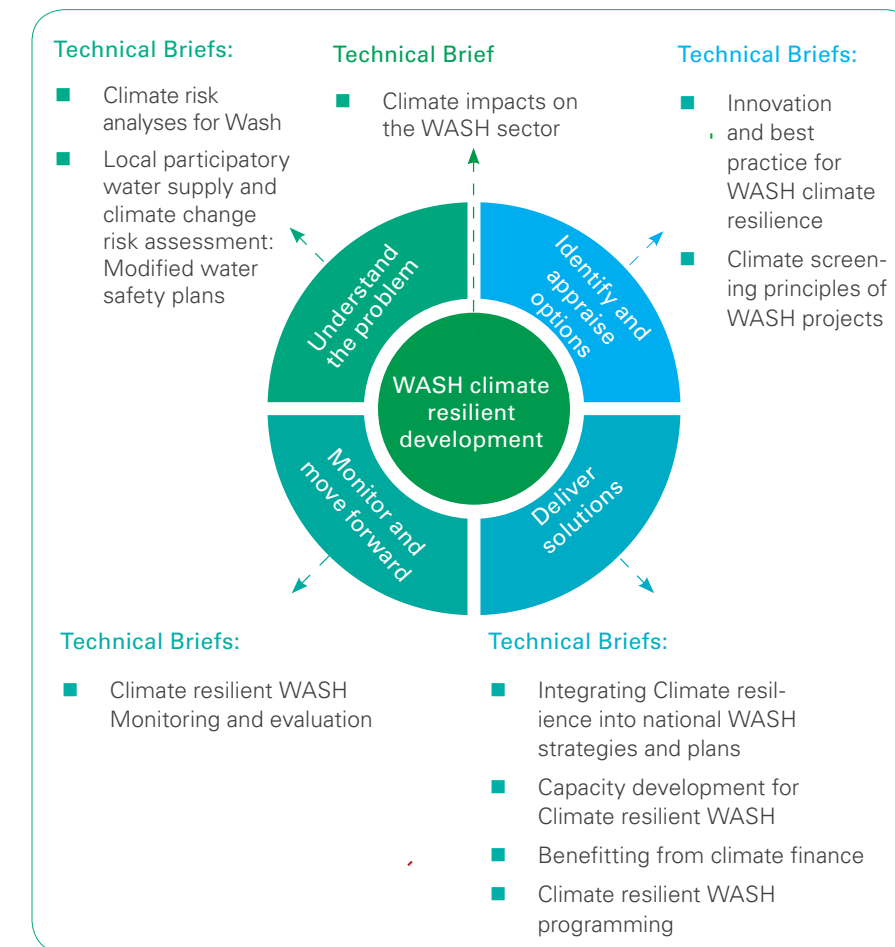 Technical Briefs:
Climate risk
analyses for Wash
Local participatory
water supply and
climate change
risk assessment:
Modified water
safety plans
Technical Brief
Climate impacts on
the WASH sector
Technical Briefs:
Innovation
and best
practice for
WASH climate
resilience
Climate screen-
ing principles of
WASH projects
Understand
the problem
Identify and
appraise
options
WASH climate
resilient
development
Monitor and
move forward
Deliver
solutions
Technical Briefs:
Climate resilient WASH
Monitoring and evaluation
Technical Briefs:
Integrating Climate resil-
ience into national WASH
strategies and plans
Capacity development for
Climate resilient WASH
Benefitting from climate finance
Climate resilient WASH
programming